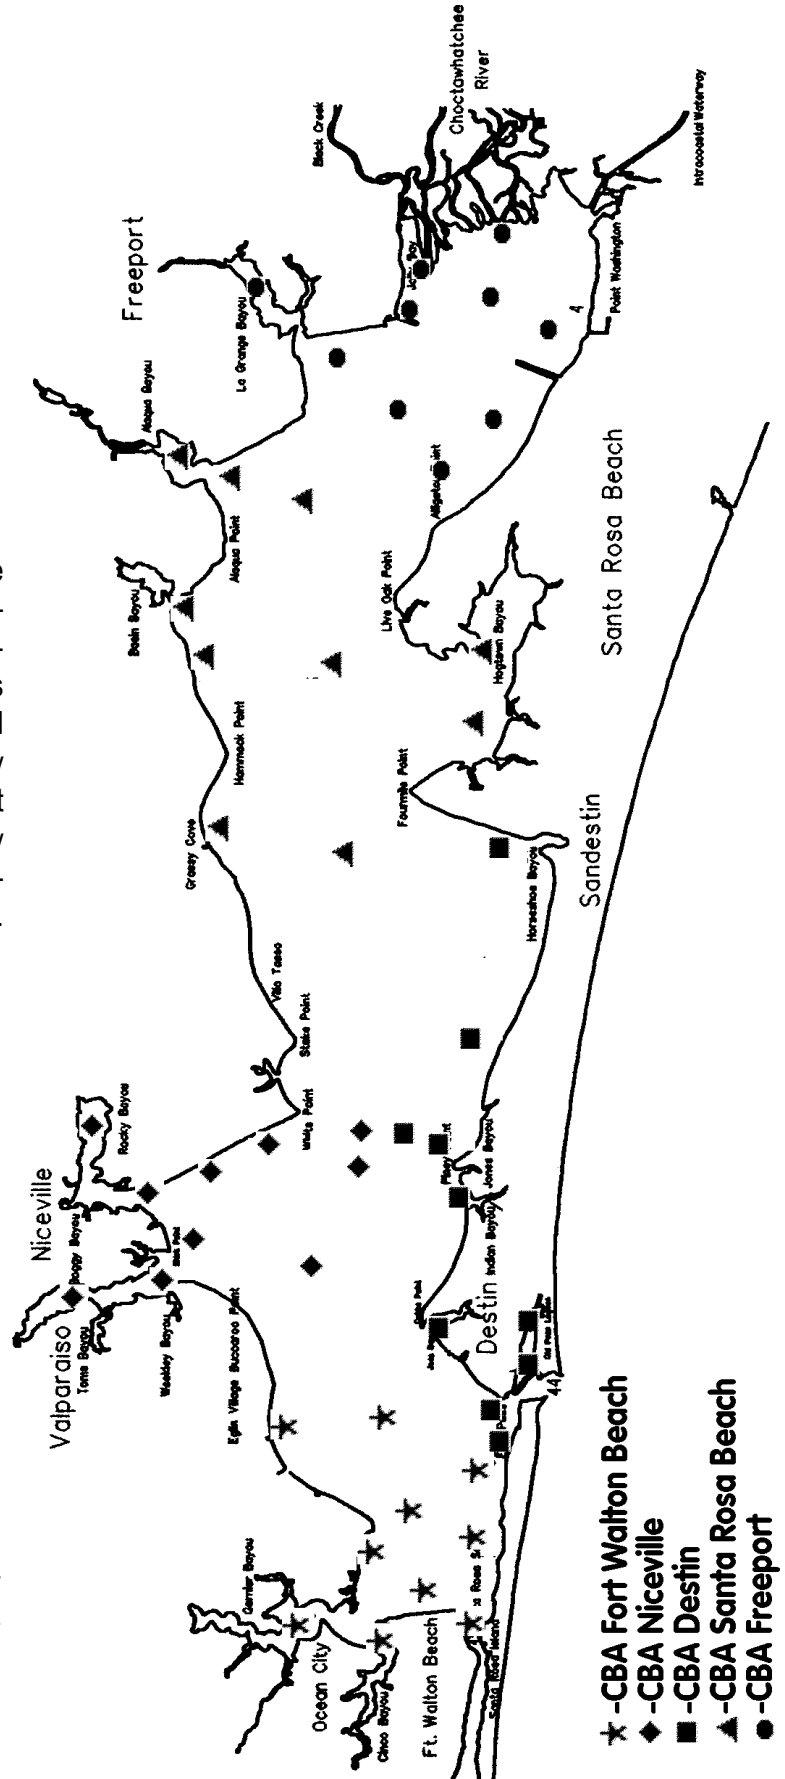 Choctawhatchee
River
Black Creek
Intracoastal Waterway
Freeport
La Grange Bayou
Point Washington
4
Alaqua Bayou
Alaqua Point
Live Oak Point
Santa Rosa Beach
Basin Bayou
Hogtown Bayou
Hammock Point
Fourmile Point
Grassy Cove
Horseshoe Bayou
Sandestin
Villa Tasso
Stake Point
White Point
Rocky Bayou
Jones Bayou
Niceville
Boggy Bayou
Indian Bayou
Destin
Valparaiso
Toms Bayou
Weekley Bayou
Eglin Village Buccaroo Point
44
Garnier Bayou
Ocean City
Cinco Bayou
Ft. Walton Beach
Santa Rosa Island
-CBA Fort Walton Beach
-CBA Niceville
-CBA Destin
-CBA Santa Rosa Beach
-CBA Freeport